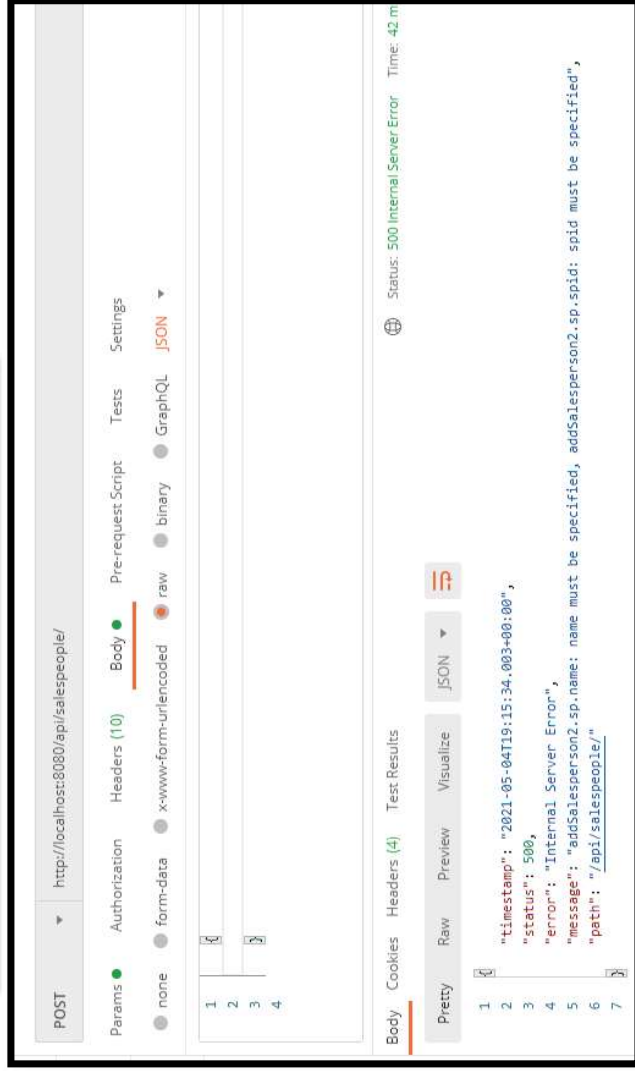 POST http://localhost:8080/api/salespeople/
Params Authorization Headers (10) Body Pre-request Script Tests Settings
none form-data x-www-form-urlencoded raw binary GraphQL JSON
1 {
2
3 }
4
Body Cookies Headers (4) Test Results Status: 500 Internal Server Error Time: 42 m
Pretty Raw Preview Visualize JSON
1 {
2 "timestamp": "2021-05-04T19:15:34.003+00:00",
3 "status": 500,
4 "error": "Internal Server Error",
5 "message": "addSalesperson2.sp.name: name must be specified, addSalesperson2.sp.spid: spid must be specified",
6 "path": "/api/salespeople/"
7 }